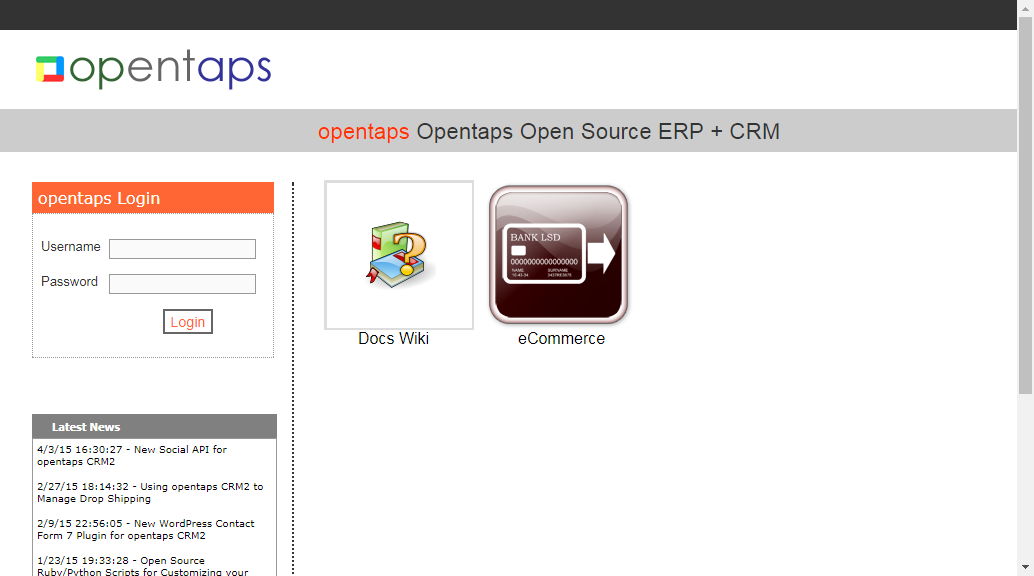 opentaps
opentaps Opentaps Open Source ERP + CRM
opentaps Login
Username
Password
Login
BANK LSD
0000000000000000
NAME SURNAME
Docs Wiki
eCommerce
Latest News
4/3/15 16:30:27 - New Social API for
opentaps CRM2
2/27/15 18:14:32 - Using opentaps CRM2 to
Manage Drop Shipping
2/9/15 22:56:05 - New WordPress Contact
Form 7 Plugin for opentaps CRM2
1/23/15 19:33:28 - Open Source
Ruby/Python Scripts for Customizing your